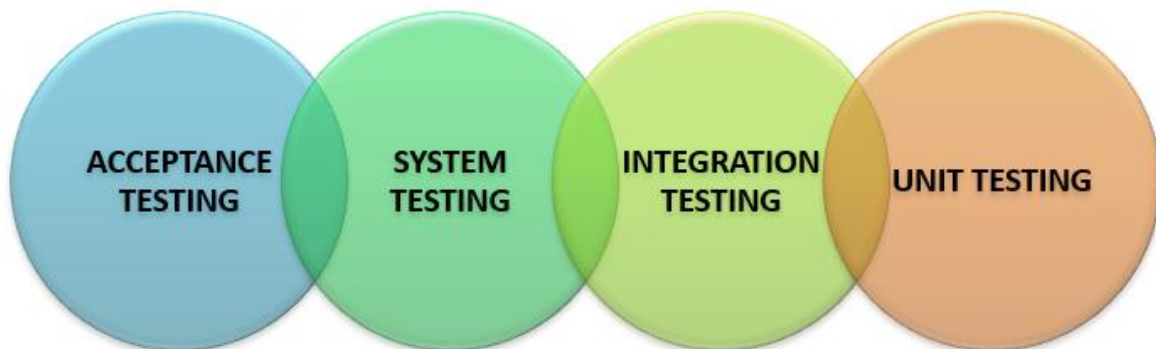 ACCEPTANCE
TESTING
SYSTEM
TESTING
INTEGRATION
TESTING
UNIT TESTING